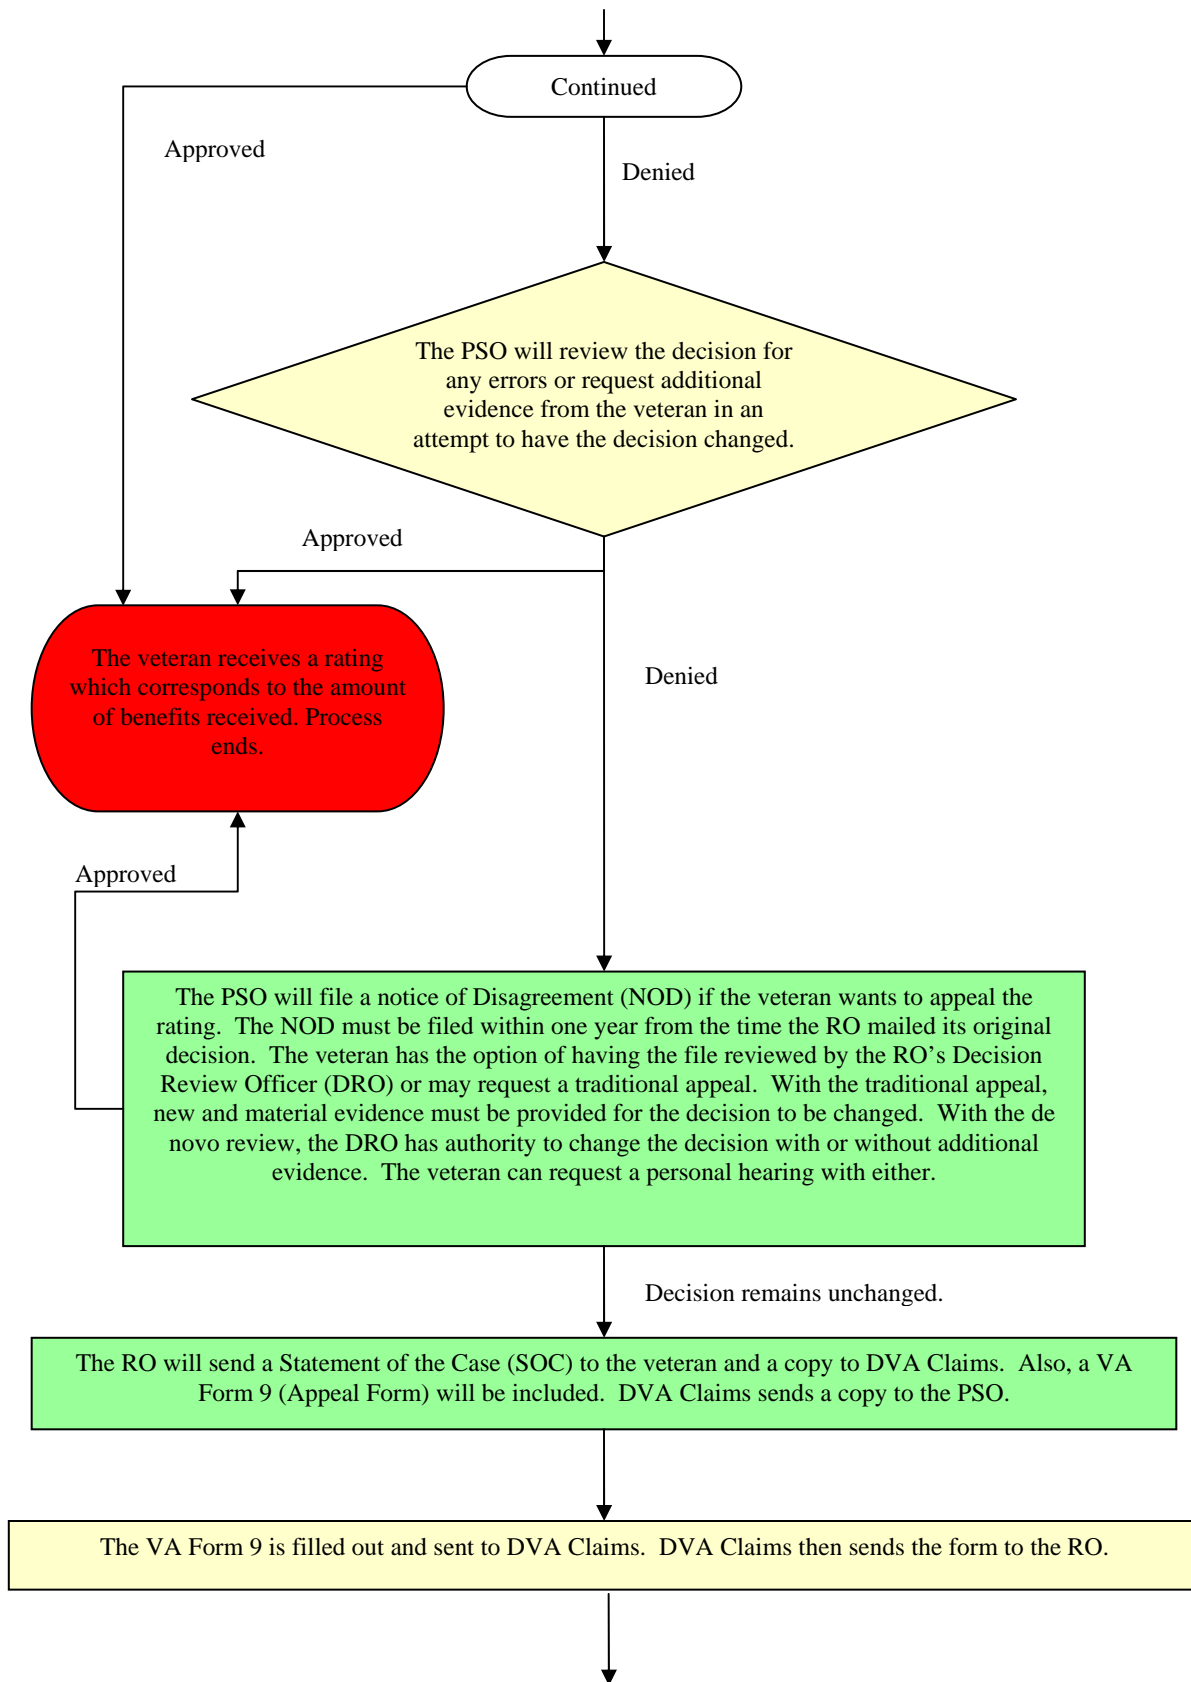 Continued
Approved
Denied
The PSO will review the decision for
any errors or request additional
evidence from the veteran in an
attempt to have the decision changed.
Approved
The veteran receives a rating
which corresponds to the amount
of benefits received. Process
ends.
Denied
Approved
The PSO will file a notice of Disagreement (NOD) if the veteran wants to appeal the
rating.  The NOD must be filed within one year from the time the RO mailed its original
decision.  The veteran has the option of having the file reviewed by the RO’s Decision
Review Officer (DRO) or may request a traditional appeal.  With the traditional appeal,
new and material evidence must be provided for the decision to be changed.  With the de
novo review, the DRO has authority to change the decision with or without additional
evidence.  The veteran can request a personal hearing with either.
Decision remains unchanged.
The RO will send a Statement of the Case (SOC) to the veteran and a copy to DVA Claims.  Also, a VA
Form 9 (Appeal Form) will be included.  DVA Claims sends a copy to the PSO.
The VA Form 9 is filled out and sent to DVA Claims.  DVA Claims then sends the form to the RO.